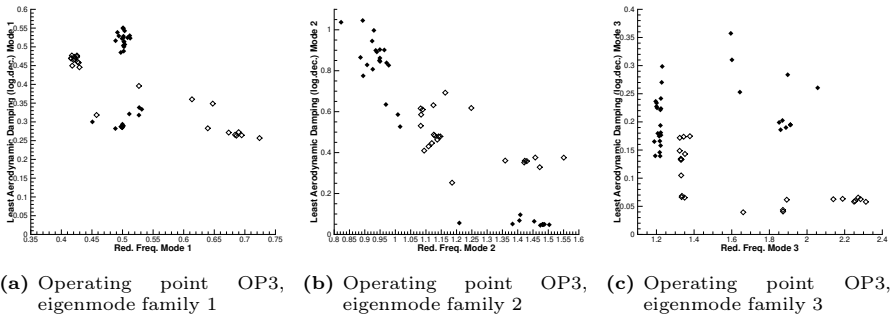 Least Aerodynamic Damping (log.dec.) Mode 1
0.6
0.55
0.5
0.45
0.4
0.35
0.3
0.25
0.2
0.15
0.1
0.05
0
0.35 0.4 0.45 0.5 0.55 0.6 0.65 0.7 0.75
Red. Freq. Mode 1
Least Aerodynamic Damping (log.dec.) Mode 2
1
0.8
0.6
0.4
0.2
0
0.8 0.85 0.9 0.95 1 1.05 1.1 1.15 1.2 1.25 1.3 1.35 1.4 1.45 1.5 1.55 1.6
Red. Freq. Mode 2
Least Aerodynamic Damping (log.dec.) Mode 3
0.4
0.35
0.3
0.25
0.2
0.15
0.1
0.05
0
1.2 1.4 1.6 1.8 2 2.2 2.4
Red. Freq. Mode 3
(a) Operating point OP3,
eigenmode family 1
(b) Operating point OP3,
eigenmode family 2
(c) Operating point OP3,
eigenmode family 3